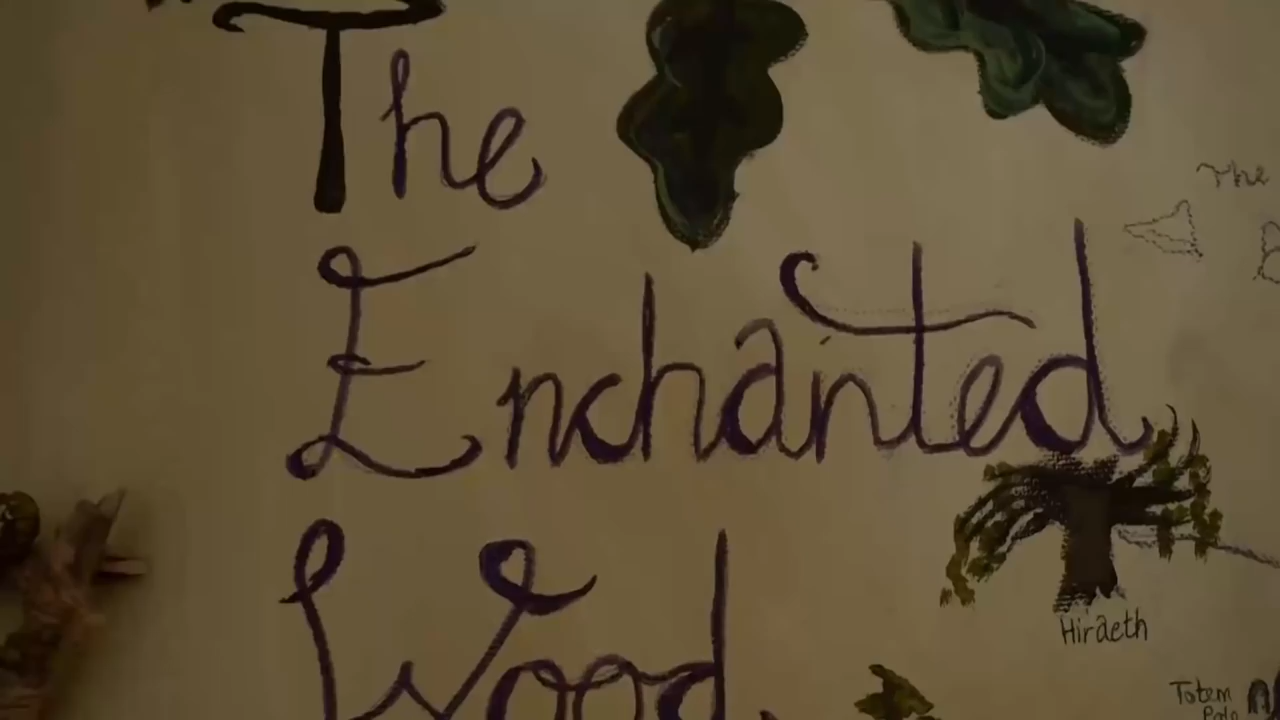 The
The
Enchanted
Wood
Hiraeth
Totem
Pole